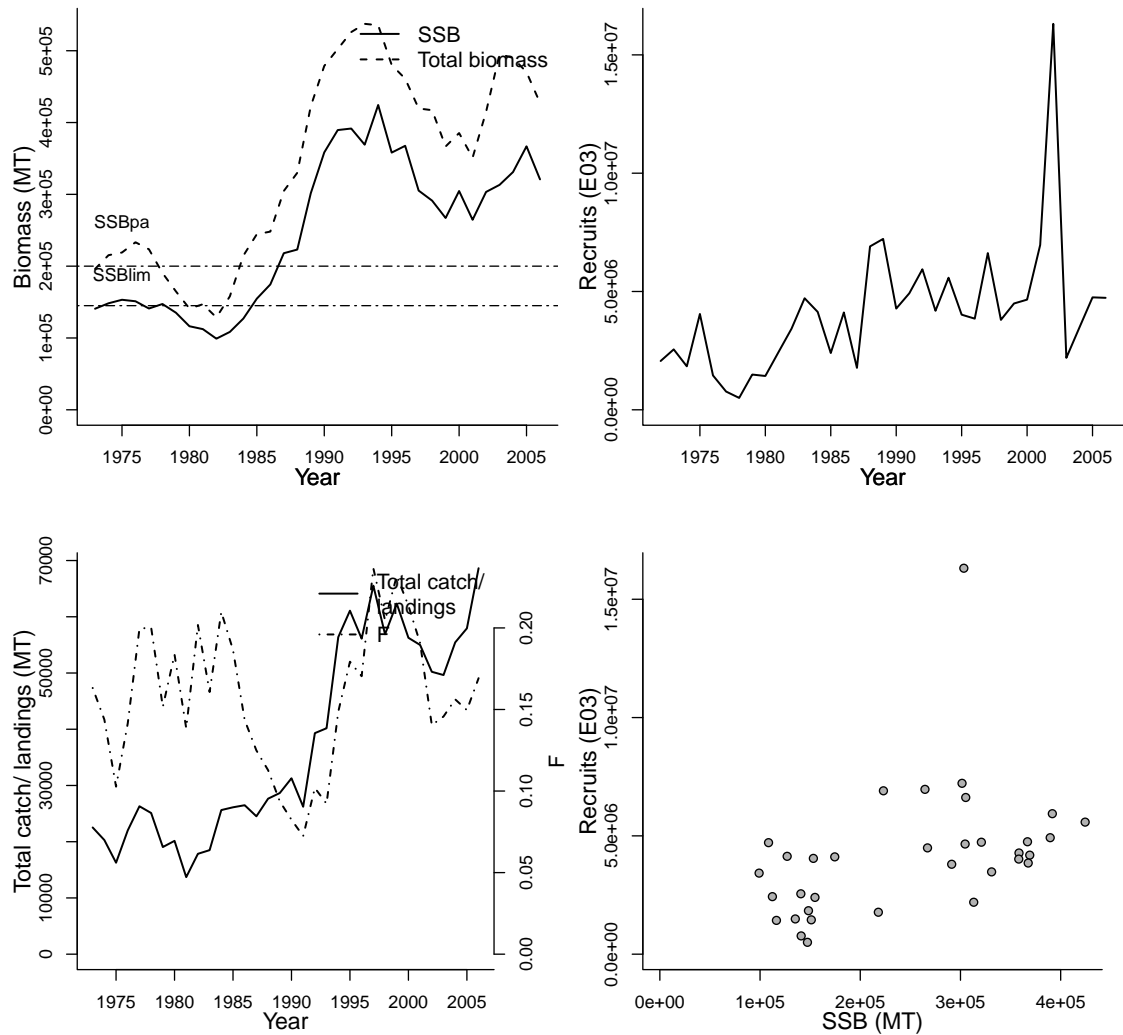 SSB
Total biomass
SSBpa
SSBlim
Biomass (MT)
0e+00 1e+05 2e+05 3e+05 4e+05 5e+05
1975 1980 1985 1990 1995 2000 2005
Year
Recruits (E03)
0.0e+00 5.0e+06 1.0e+07 1.5e+07
1975 1980 1985 1990 1995 2000 2005
Year
Total catch/
landings
F
Total catch/ landings (MT)
0 10000 30000 50000 70000
0.00 0.05 0.10 0.15 0.20
F
1975 1980 1985 1990 1995 2000 2005
Year
Recruits (E03)
0.0e+00 5.0e+06 1.0e+07 1.5e+07
0e+00 1e+05 2e+05 3e+05 4e+05
SSB (MT)